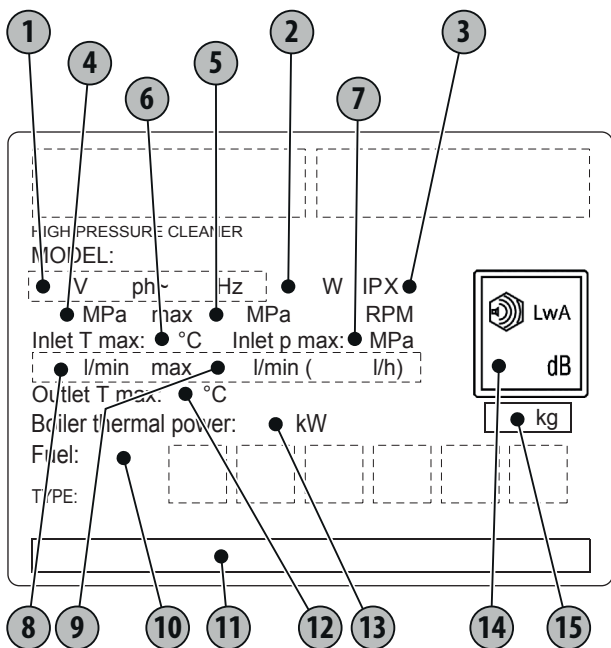 1 2 3
4 5
6 7
HIGH PRESSURE CLEANER
MODEL:
V ph~ Hz W IPX
MPa max MPa RPM
Inlet T max: °C Inlet p max: MPa
l/min max l/min ( l/h)
Outlet T max: °C
Boiler thermal power: kW
Fuel:
TYPE:
LwA
dB
kg
8 9 10 11 12 13 14 15